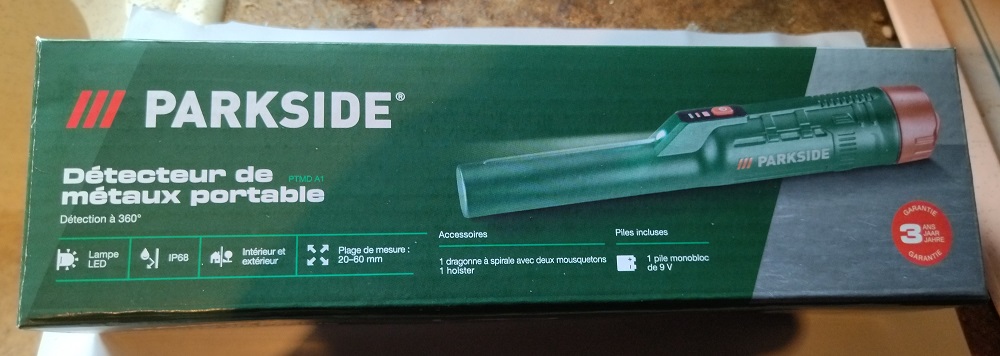 PARKSIDE®
Détecteur de
métaux portable
PTMD A1
Détection à 360°
Lampe
LED
IP68
Intérieur et
extérieur
Plage de mesure :
20–60 mm
Accessoires
1 dragonne à spirale avec deux mousquetons
1 holster
Piles incluses
1 pile monobloc
de 9 V
PARKSIDE
GARANTIE
3 ANS
JAAR
JAHRE
GARANTIE